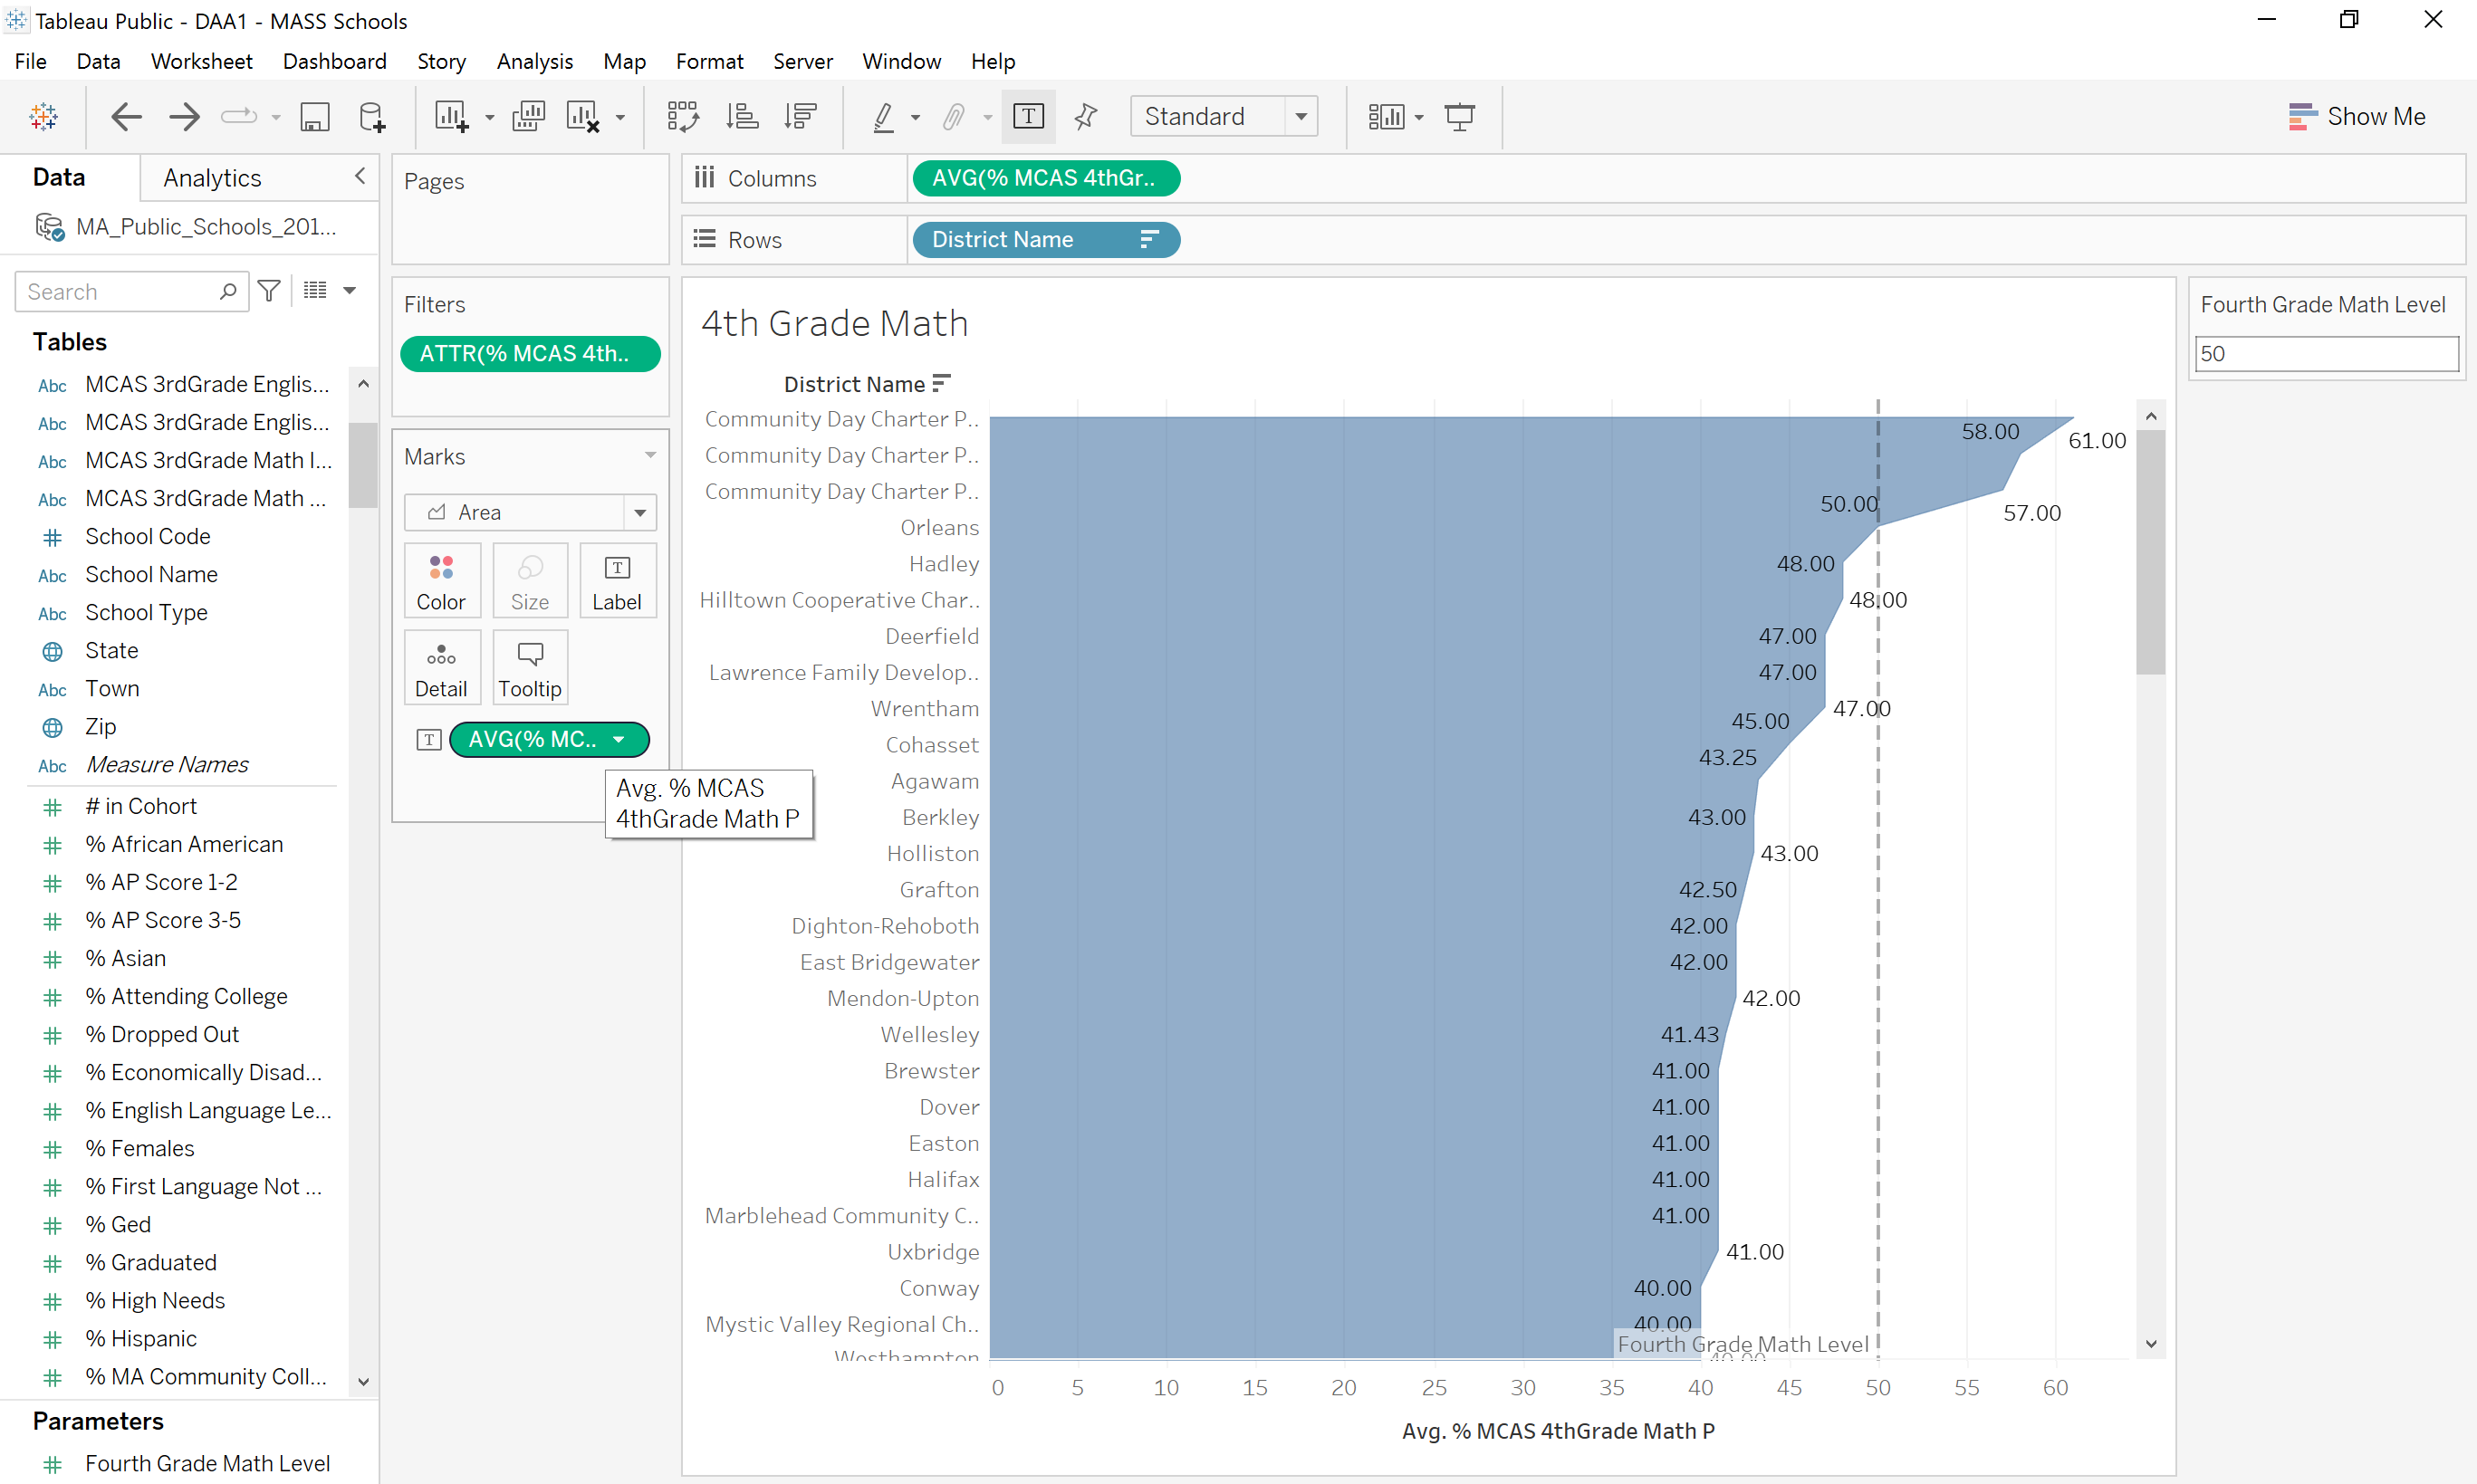 Tableau Public - DAA1 - MASS Schools
File Data Worksheet Dashboard Story Analysis Map Format Server Window Help
Standard
Show Me
Data Analytics
MA_Public_Schools_201...
Search
Tables
Abc MCAS 3rdGrade Englis...
Abc MCAS 3rdGrade Englis...
Abc MCAS 3rdGrade Math I...
Abc MCAS 3rdGrade Math ...
# School Code
Abc School Name
Abc School Type
State
Abc Town
Zip
Abc Measure Names
# # in Cohort
# % African American
# % AP Score 1-2
# % AP Score 3-5
# % Asian
# % Attending College
# % Dropped Out
# % Economically Disad...
# % English Language Le...
# % Females
# % First Language Not ...
# % Ged
# % Graduated
# % High Needs
# % Hispanic
# % MA Community Coll...
Parameters
# Fourth Grade Math Level
Pages
Filters
ATTR(% MCAS 4th..
Marks
Area
Color Size Label
Detail Tooltip
T AVG(% MC..
Avg. % MCAS
4thGrade Math P
Columns AVG(% MCAS 4thGr..
Rows District Name
4th Grade Math
District Name
Community Day Charter P.. 61.00
Community Day Charter P.. 58.00
Community Day Charter P.. 57.00
Orleans 50.00
Hadley 48.00
Hilltown Cooperative Char.. 48.00
Deerfield 47.00
Lawrence Family Develop.. 47.00
Wrentham 47.00
Cohasset 45.00
Agawam 43.25
Berkley 43.00
Holliston 43.00
Grafton 42.50
Dighton-Rehoboth 42.00
East Bridgewater 42.00
Mendon-Upton 42.00
Wellesley 41.43
Brewster 41.00
Dover 41.00
Easton 41.00
Halifax 41.00
Marblehead Community C.. 41.00
Uxbridge 41.00
Conway 40.00
Mystic Valley Regional Ch.. 40.00
Westhampton 40.00
Fourth Grade Math Level
0 5 10 15 20 25 30 35 40 45 50 55 60
Avg. % MCAS 4thGrade Math P
Fourth Grade Math Level
50